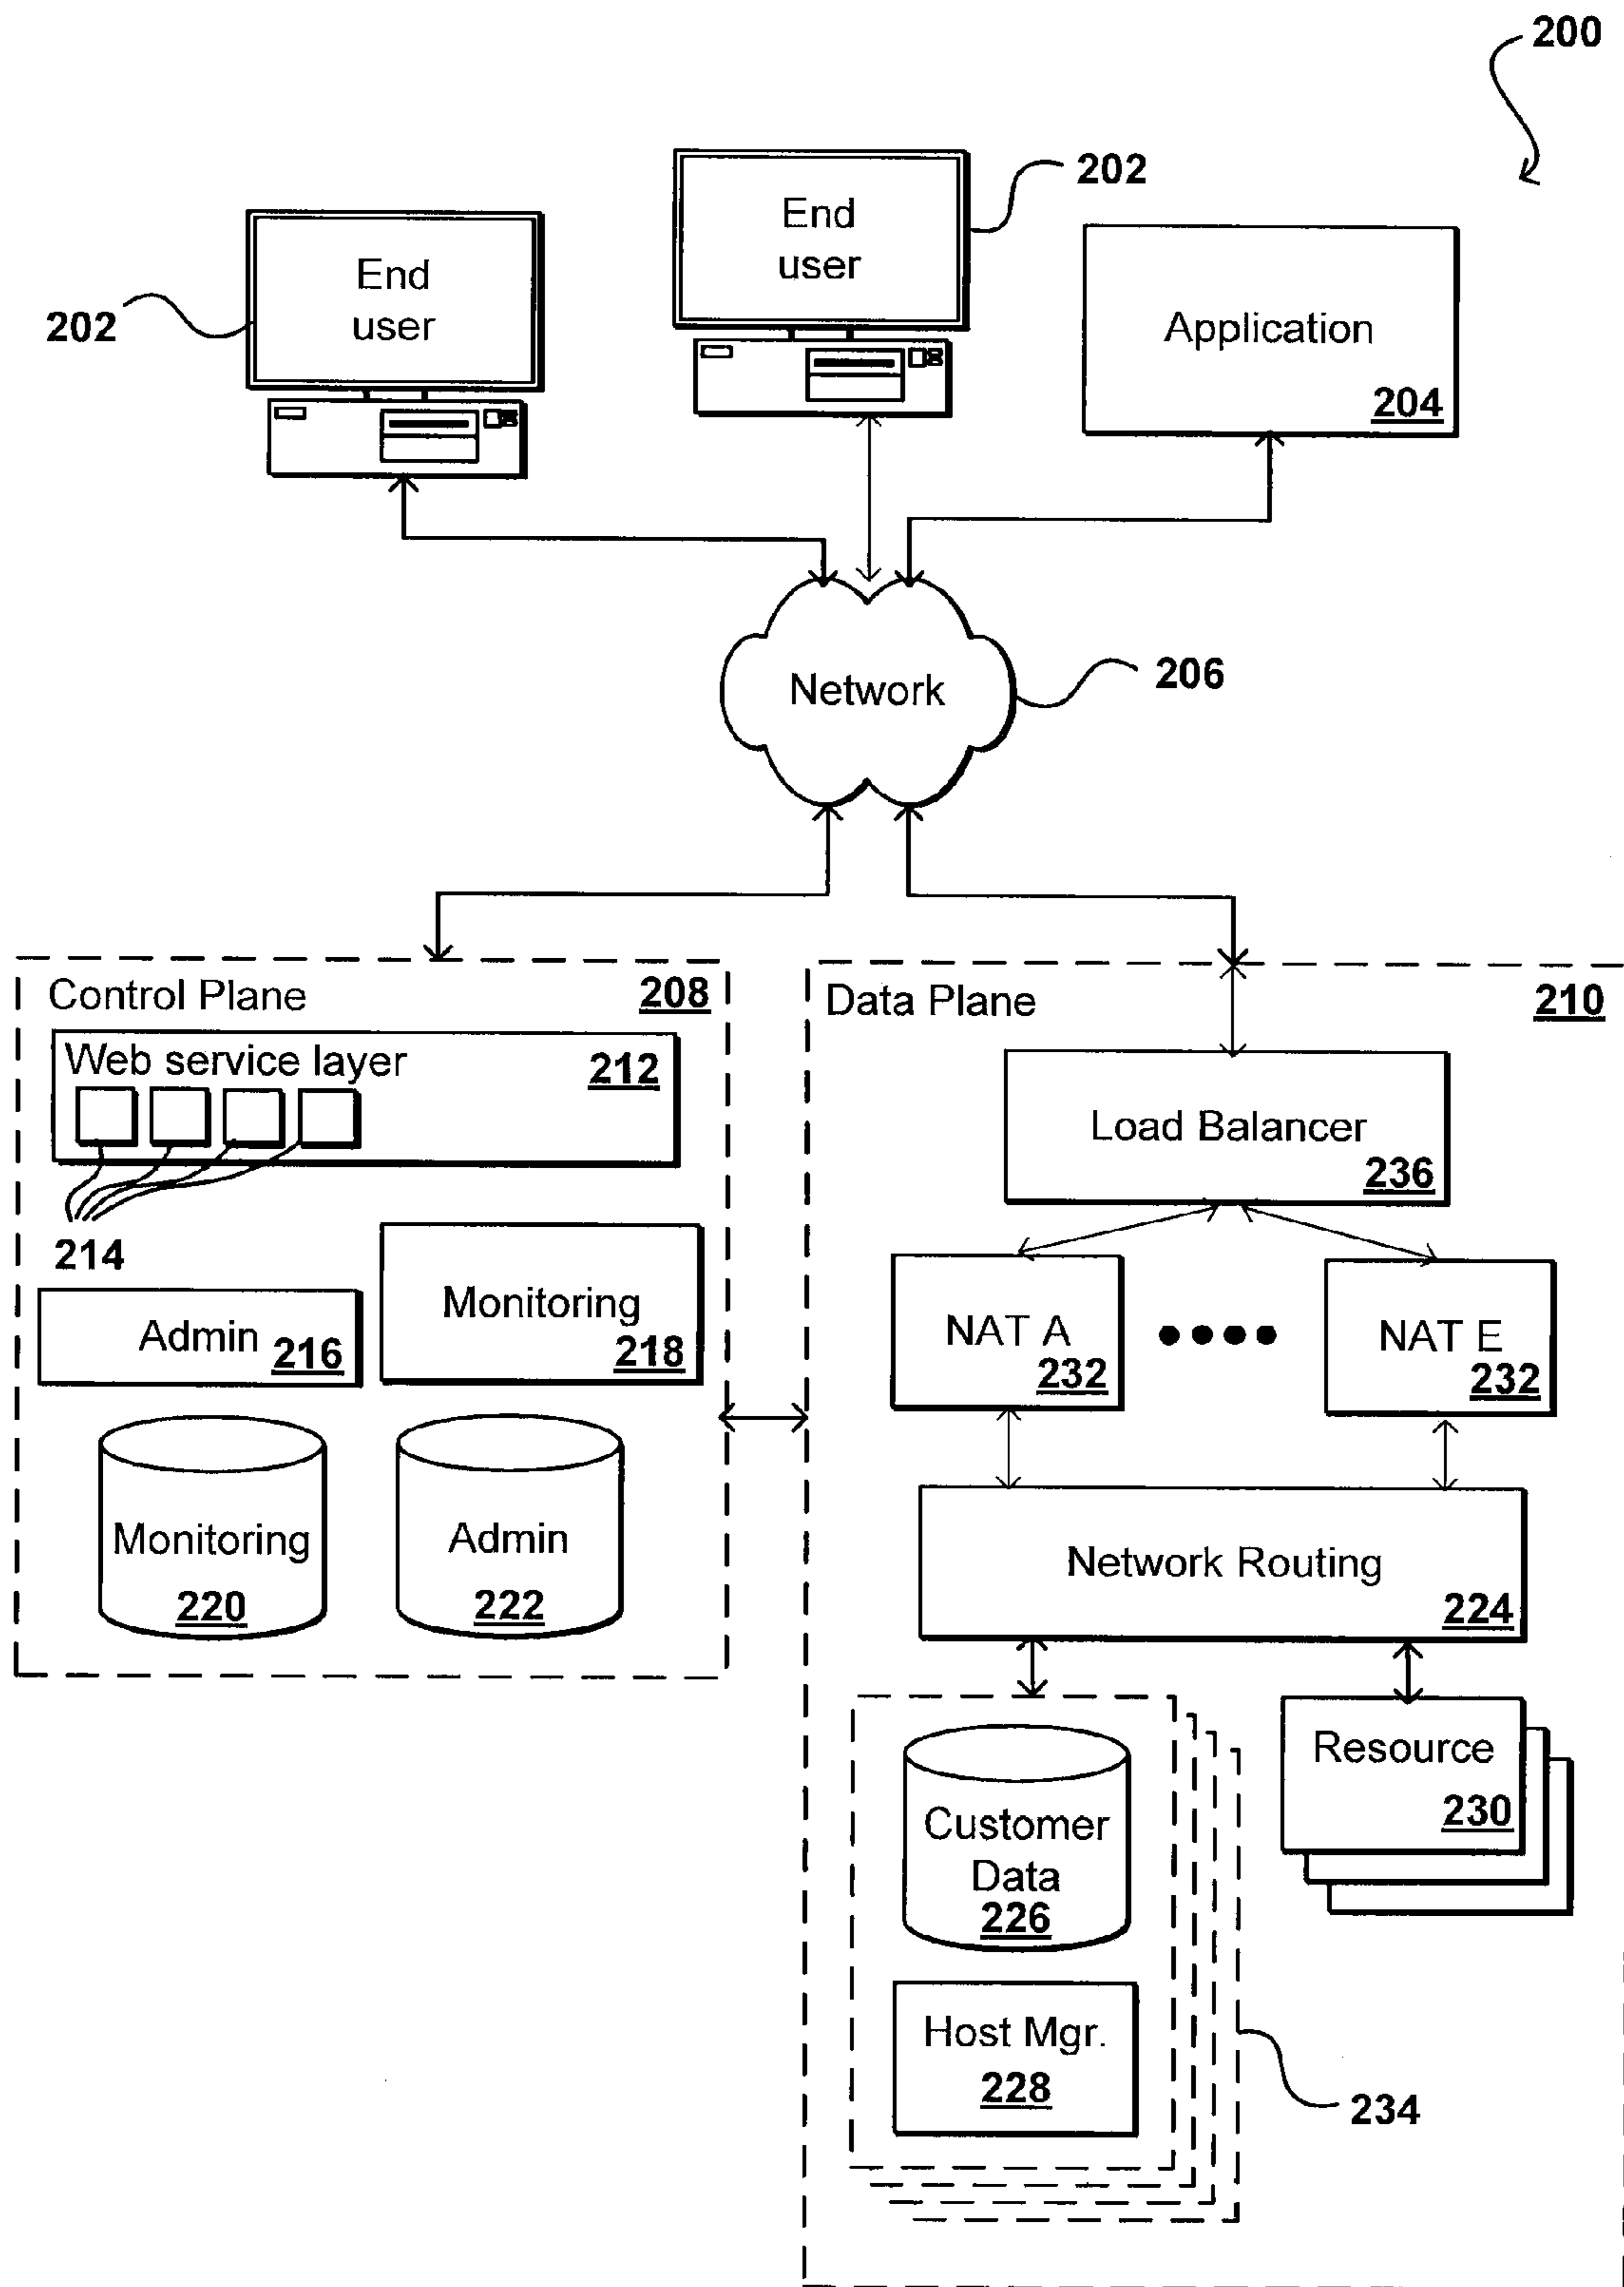 200
End
user
202
End
user
202
Application
204
Network
206
Control Plane
208
Web service layer
212
214
Admin
216
Monitoring
218
Monitoring
220
Admin
222
Data Plane
210
Load Balancer
236
NAT A
232
NAT E
232
Network Routing
224
Customer
Data
226
Host Mgr.
228
Resource
230
234